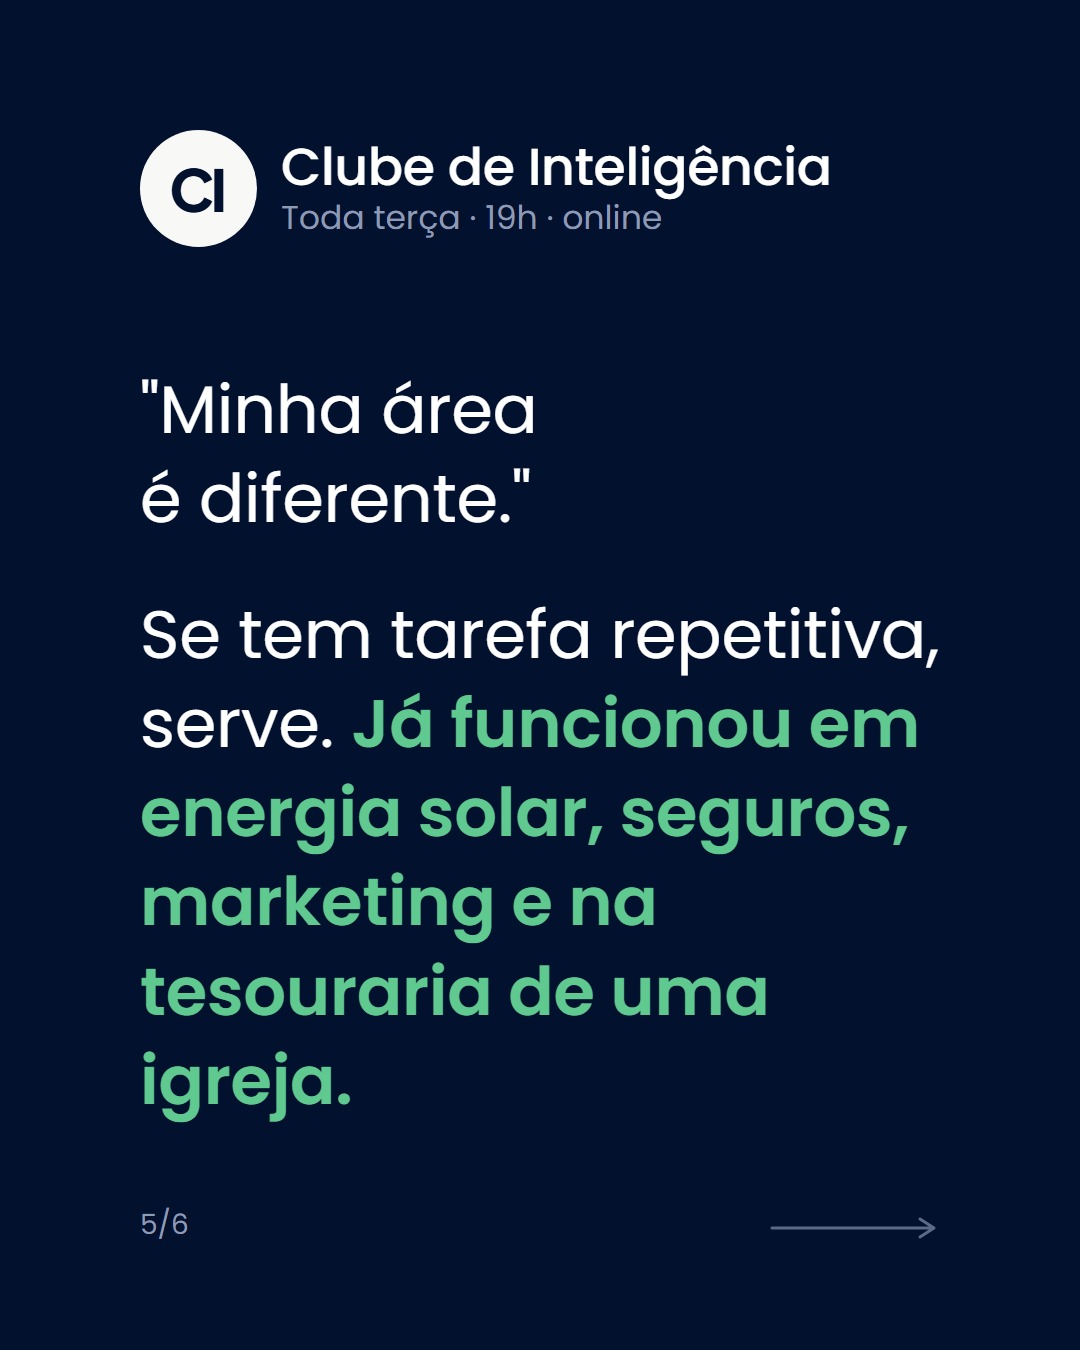 CI
Clube de Inteligência
Toda terça · 19h · online
"Minha área
é diferente."
Se tem tarefa repetitiva,
serve. Já funcionou em
energia solar, seguros,
marketing e na
tesouraria de uma
igreja.
5/6